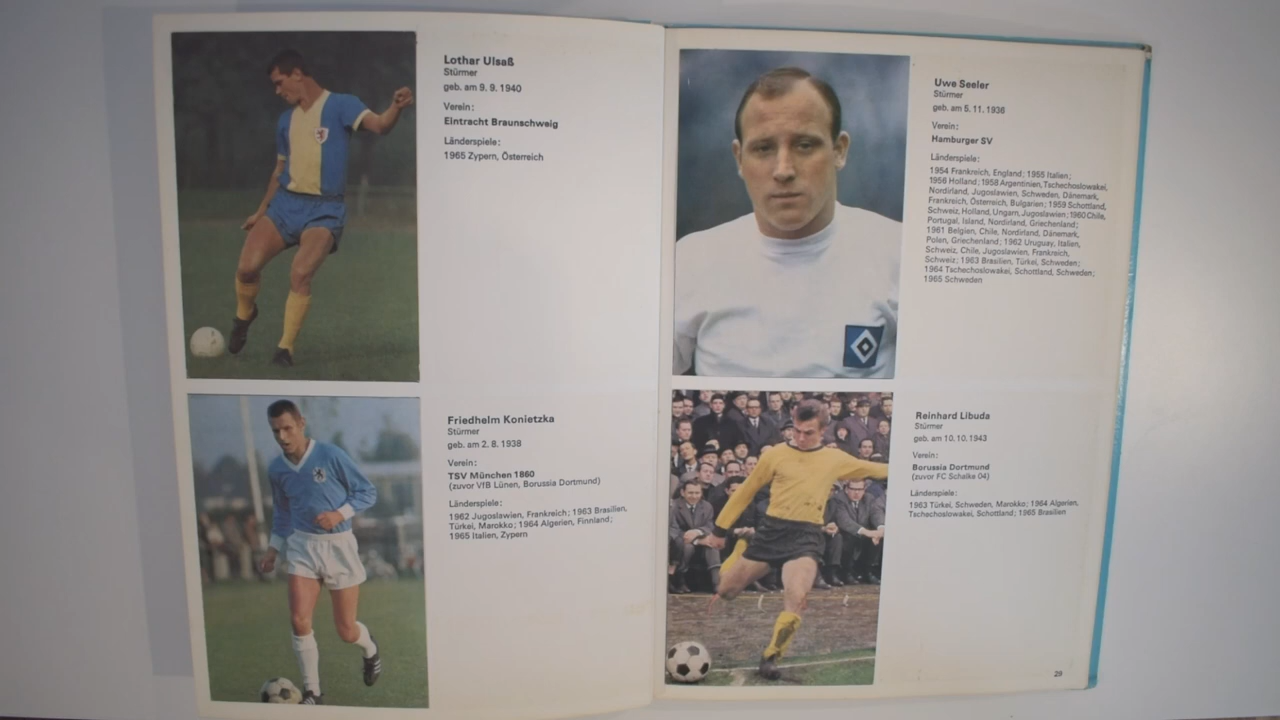 Lothar Ulsaß
Stürmer
geb. am 9. 9. 1940
Verein:
Eintracht Braunschweig
Länderspiele:
1965 Zypern, Österreich
Friedhelm Konietzka
Stürmer
geb. am 2. 8. 1938
Verein:
TSV München 1860
(zuvor VfB Lünen, Borussia Dortmund)
Länderspiele:
1962 Jugoslawien, Frankreich; 1963 Brasilien,
Türkei, Marokko; 1964 Algerien, Finnland;
1965 Italien, Zypern
Uwe Seeler
Stürmer
geb. am 5. 11. 1936
Verein:
Hamburger SV
Länderspiele:
1954 Frankreich, England; 1955 Italien;
1956 Holland; 1958 Argentinien, Tschechoslowakei,
Nordirland, Jugoslawien, Schweden, Dänemark,
Frankreich, Österreich, Bulgarien; 1959 Schottland,
Schweiz, Holland, Ungarn, Jugoslawien; 1960 Chile,
Portugal, Island, Nordirland, Griechenland;
1961 Belgien, Chile, Nordirland, Dänemark,
Polen, Griechenland; 1962 Uruguay, Italien,
Schweiz, Chile, Jugoslawien, Frankreich,
Schweiz; 1963 Brasilien, Türkei, Schweden;
1964 Tschechoslowakei, Schottland, Schweden;
1965 Schweden
Reinhard Libuda
Stürmer
geb. am 10. 10. 1943
Verein:
Borussia Dortmund
(zuvor FC Schalke 04)
Länderspiele:
1963 Türkei, Schweden, Marokko; 1964 Algerien,
Tschechoslowakei, Schottland; 1965 Brasilien
29